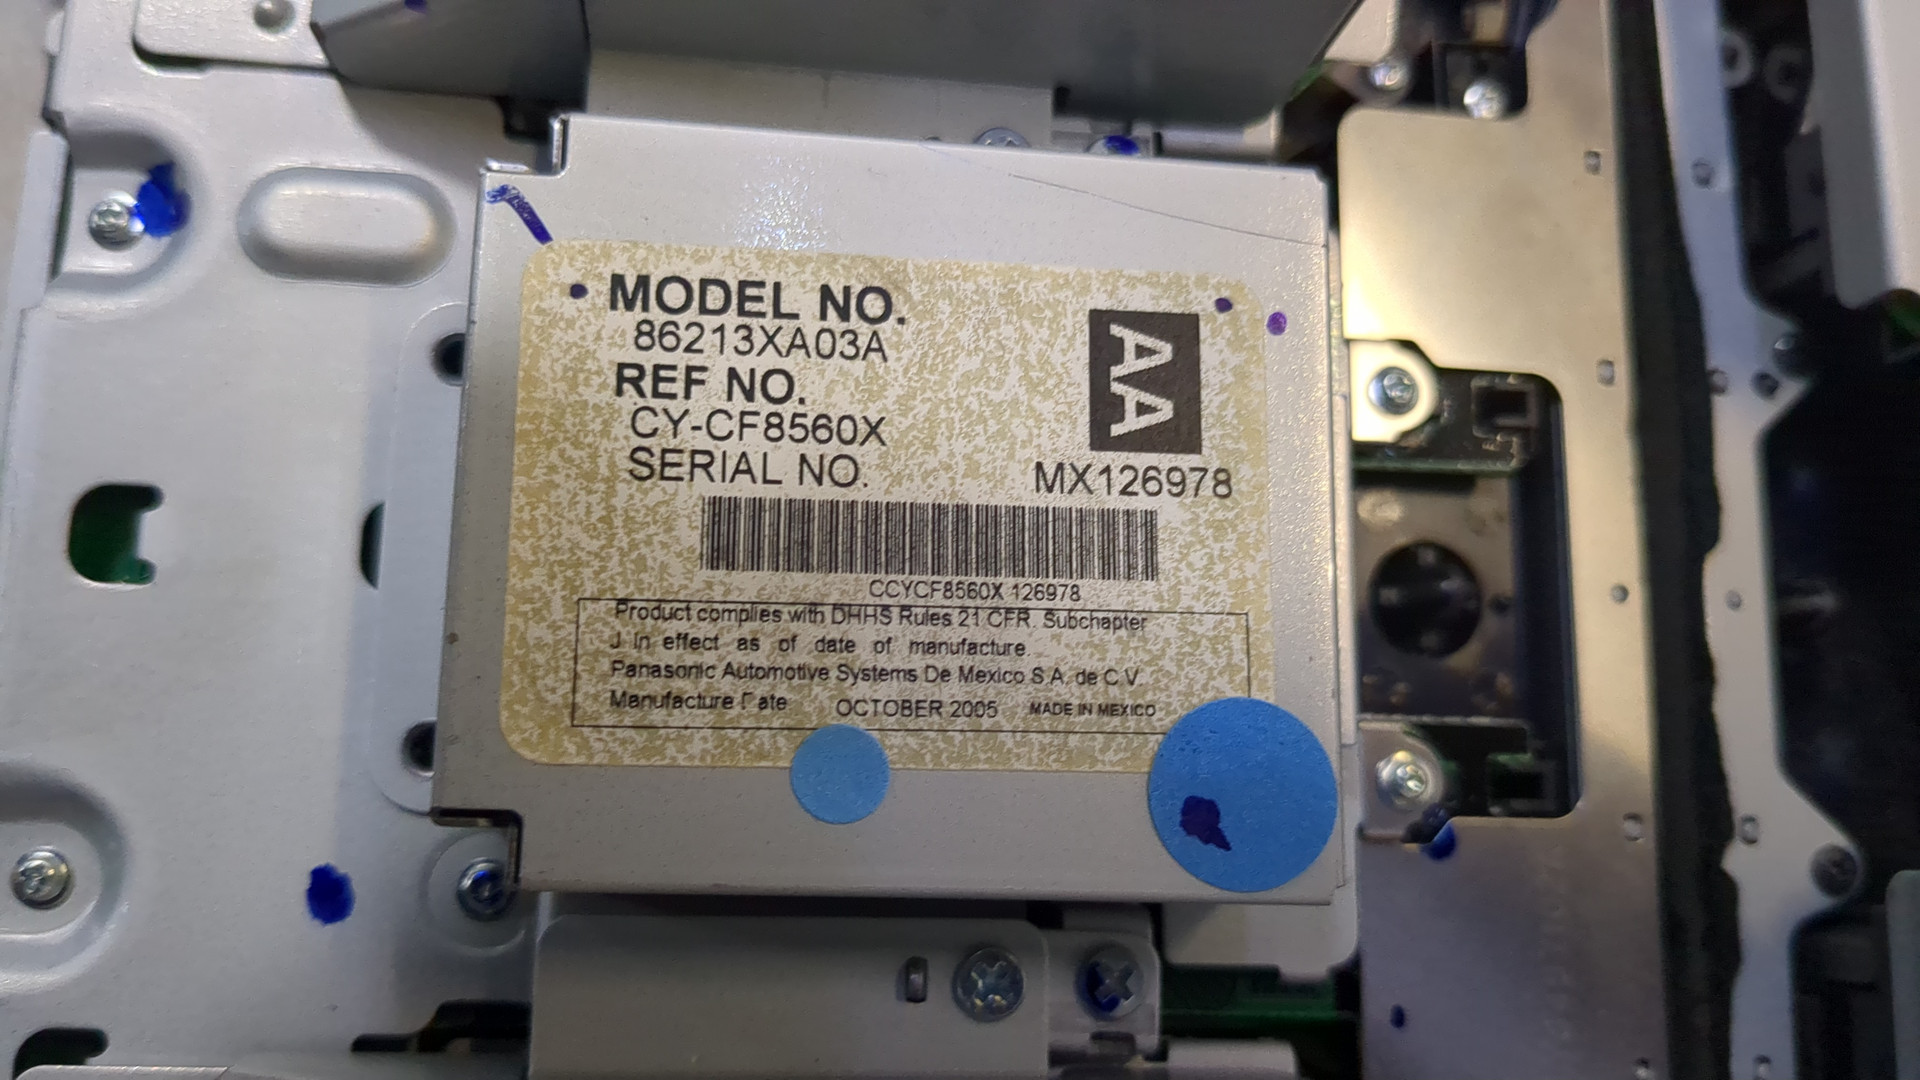 MODEL NO.
86213XA03A
REF NO.
CY-CF8560X
AA
SERIAL NO. MX126978
CCYCF8560X 126978
Product complies with DHHS Rules 21 CFR Subchapter
J In effect as of date of manufacture.
Panasonic Automotive Systems De Mexico S.A. de C.V.
Manufacture Date OCTOBER 2005 MADE IN MEXICO